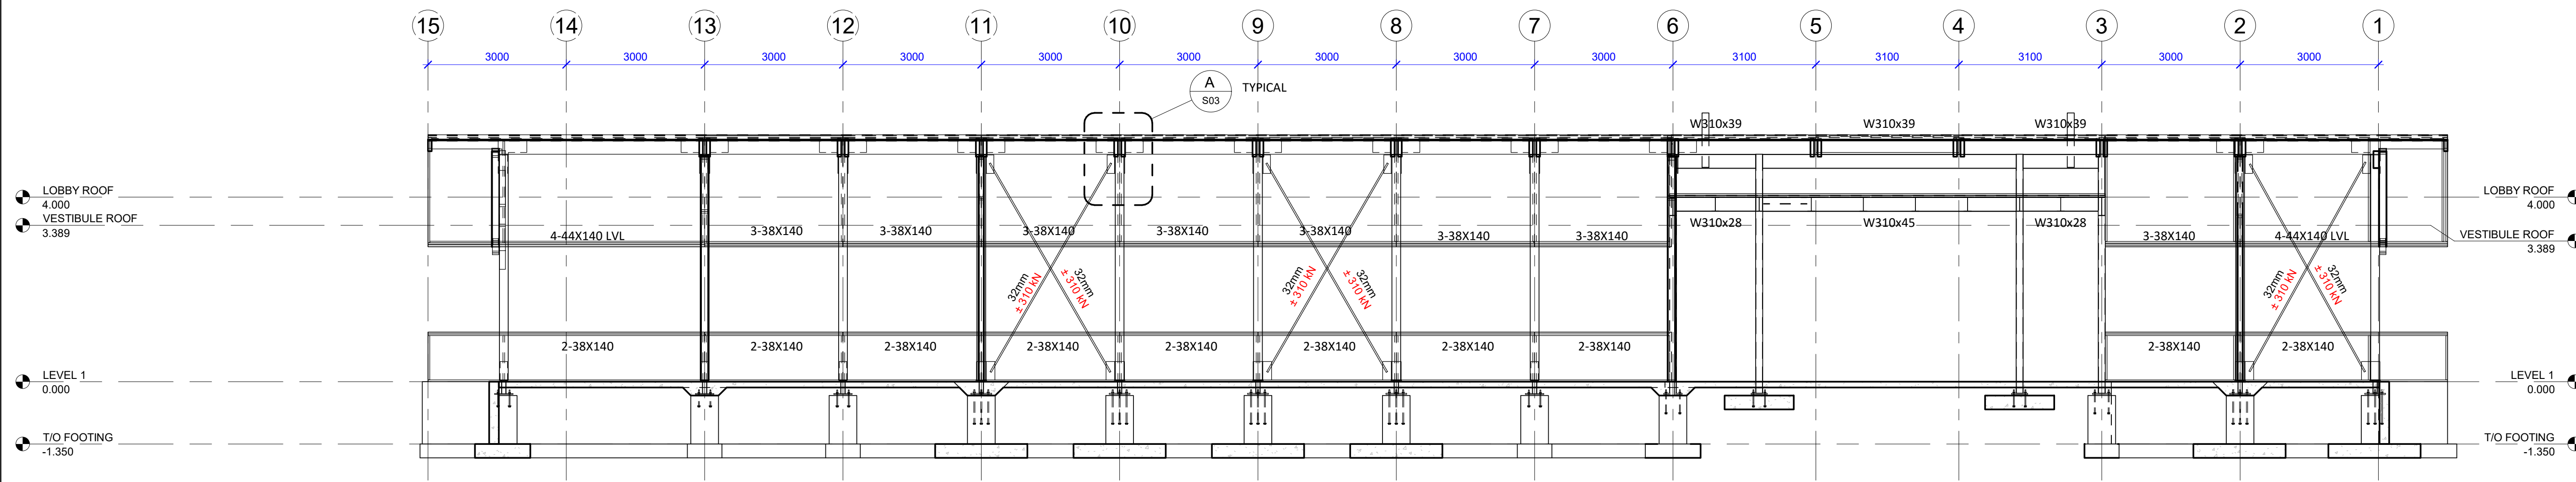 15 14 13 12 11 10 9 8 7 6 5 4 3 2 1
3000 3000 3000 3000 3000 3000 3000 3000 3000 3100 3100 3100 3000 3000
A
S03
TYPICAL
W310x39 W310x39 W310x39
LOBBY ROOF
4.000
VESTIBULE ROOF
3.389
LOBBY ROOF
4.000
VESTIBULE ROOF
3.389
W310x28 W310x45 W310x28
4-44X140 LVL 3-38X140 3-38X140 3-38X140 3-38X140 3-38X140 3-38X140 3-38X140 3-38X140 4-44X140 LVL
32mm
± 310 kN
32mm
± 310 kN
32mm
± 310 kN
32mm
± 310 kN
32mm
± 310 kN
32mm
± 310 kN
2-38X140 2-38X140 2-38X140 2-38X140 2-38X140 2-38X140 2-38X140 2-38X140 2-38X140 2-38X140
LEVEL 1
0.000
LEVEL 1
0.000
T/O FOOTING
-1.350
T/O FOOTING
-1.350